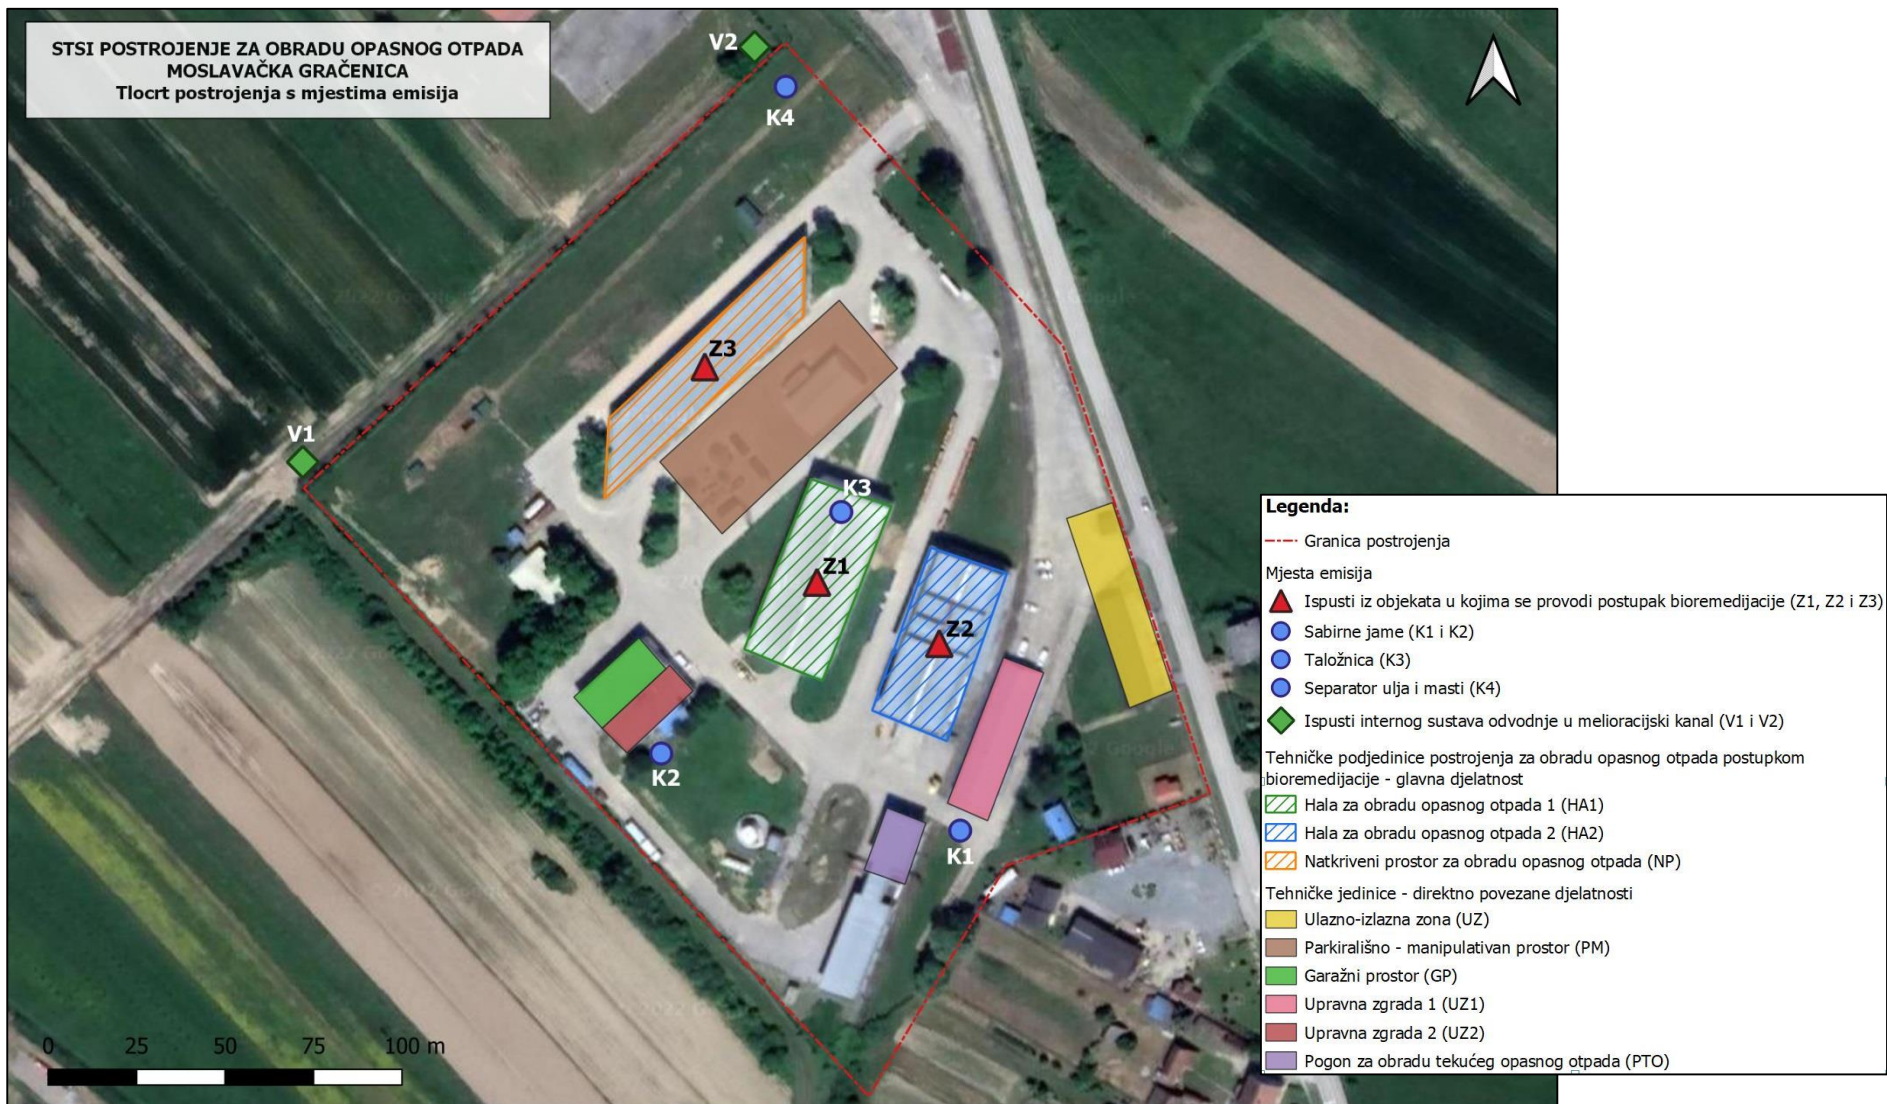 STSI POSTROJENJE ZA OBRADU OPASNOG OTPADA
MOSLAVAČKA GRAČENICA
Tlocrt postrojenja s mjestima emisija
V2
K4
Z3
V1
K3
Z1
Z2
K2
K1
0 25 50 75 100 m
Legenda:
Granica postrojenja
Mjesta emisija
Ispusti iz objekata u kojima se provodi postupak bioremedijacije (Z1, Z2 i Z3)
Sabirne jame (K1 i K2)
Taložnica (K3)
Separator ulja i masti (K4)
Ispusti internog sustava odvodnje u melioracijski kanal (V1 i V2)
Tehničke podjedinice postrojenja za obradu opasnog otpada postupkom
bioremedijacije - glavna djelatnost
Hala za obradu opasnog otpada 1 (HA1)
Hala za obradu opasnog otpada 2 (HA2)
Natkriveni prostor za obradu opasnog otpada (NP)
Tehničke jedinice - direktno povezane djelatnosti
Ulazno-izlazna zona (UZ)
Parkirališno - manipulativan prostor (PM)
Garažni prostor (GP)
Upravna zgrada 1 (UZ1)
Upravna zgrada 2 (UZ2)
Pogon za obradu tekućeg opasnog otpada (PTO)